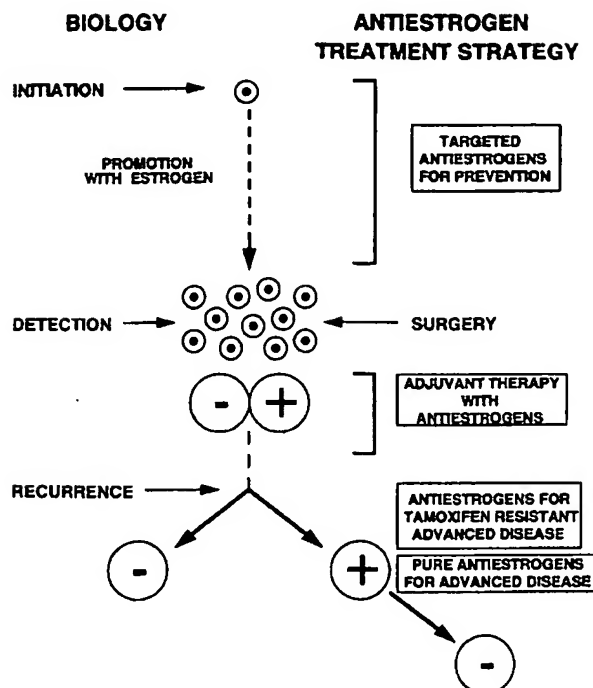 BIOLOGY
ANTIESTROGEN
TREATMENT STRATEGY
INITIATION
PROMOTION
WITH ESTROGEN
TARGETED
ANTIESTROGENS
FOR PREVENTION
DETECTION
SURGERY
- +
ADJUVANT THERAPY
WITH
ANTIESTROGENS
RECURRENCE
ANTIESTROGENS FOR
TAMOXIFEN RESISTANT
ADVANCED DISEASE
- +
PURE ANTIESTROGENS
FOR ADVANCED DISEASE
-